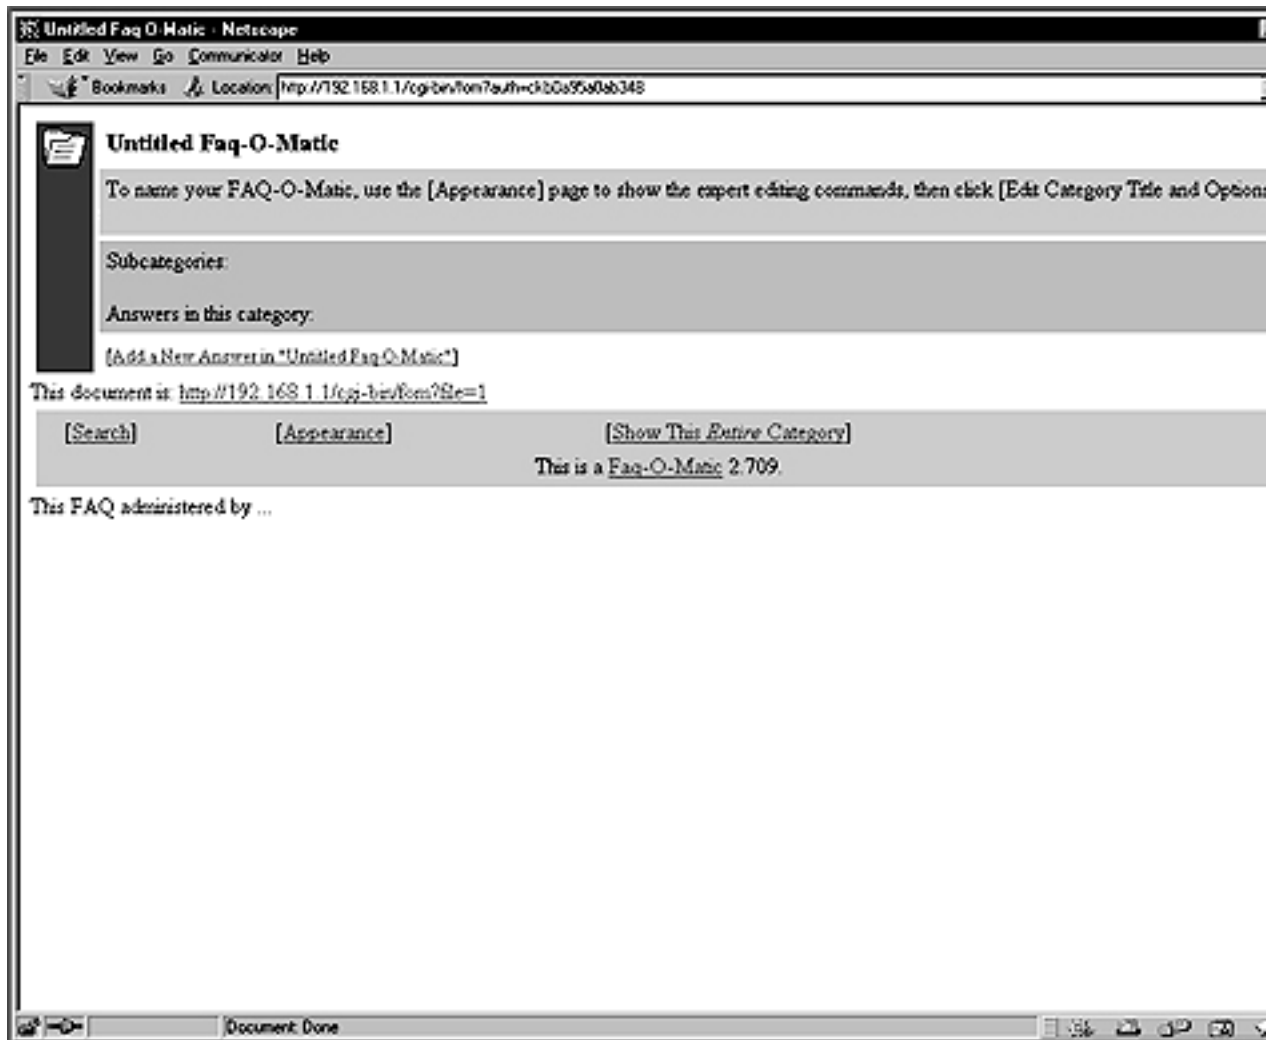 Untitled Faq-O-Matic - Netscape
File Edit View Go Communicator Help
Bookmarks Location: http://192.168.1.1/cgi-bin/fom?auth=ckb0a95a0ab348
Untitled Faq-O-Matic
To name your FAQ-O-Matic, use the [Appearance] page to show the expert editing commands, then click [Edit Category Title and Options
Subcategories:
Answers in this category:
[Add a New Answer in "Untitled Faq-O-Matic"]
This document is: http://192.168.1.1/cgi-bin/fom?file=1
[Search] [Appearance] [Show This Entire Category]
This is a Faq-O-Matic 2.709.
This FAQ administered by ...
Document: Done